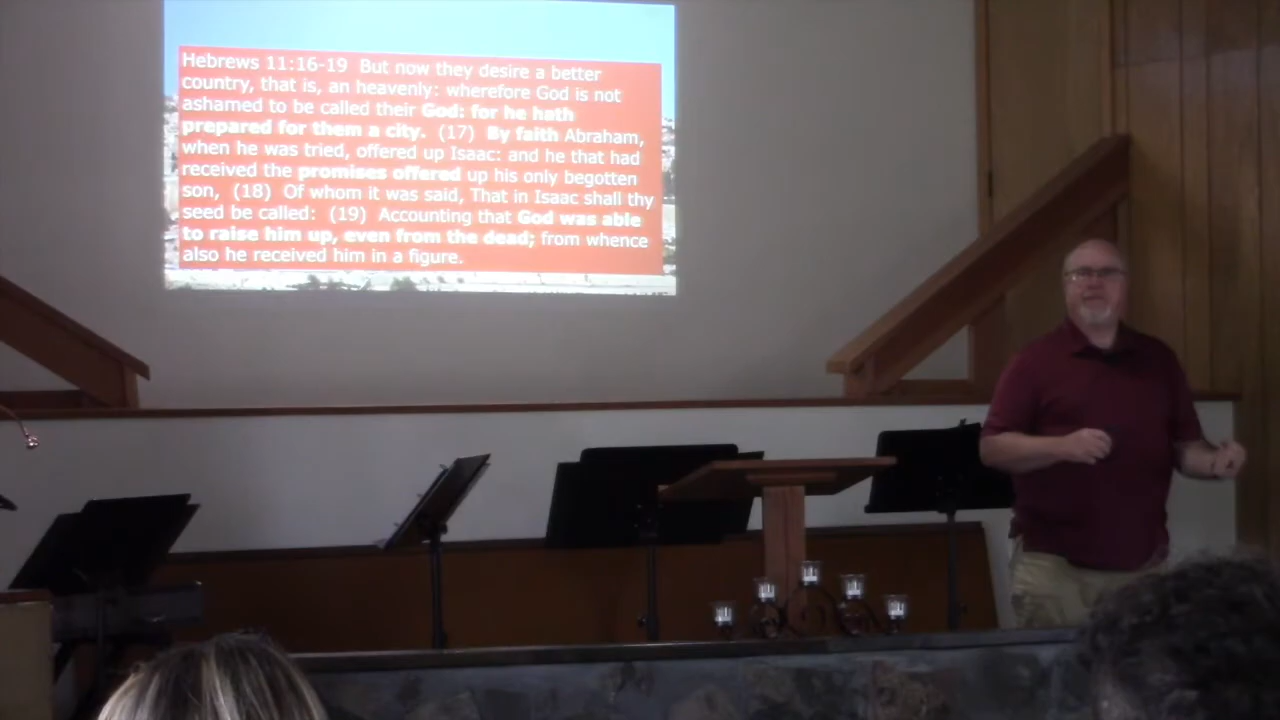 Hebrews 11:16-19 But now they desire a better
country, that is, an heavenly: wherefore God is not
ashamed to be called their God: for he hath
prepared for them a city. (17) By faith Abraham,
when he was tried, offered up Isaac: and he that had
received the promises offered up his only begotten
son, (18) Of whom it was said, That in Isaac shall thy
seed be called: (19) Accounting that God was able
to raise him up, even from the dead; from whence
also he received him in a figure.